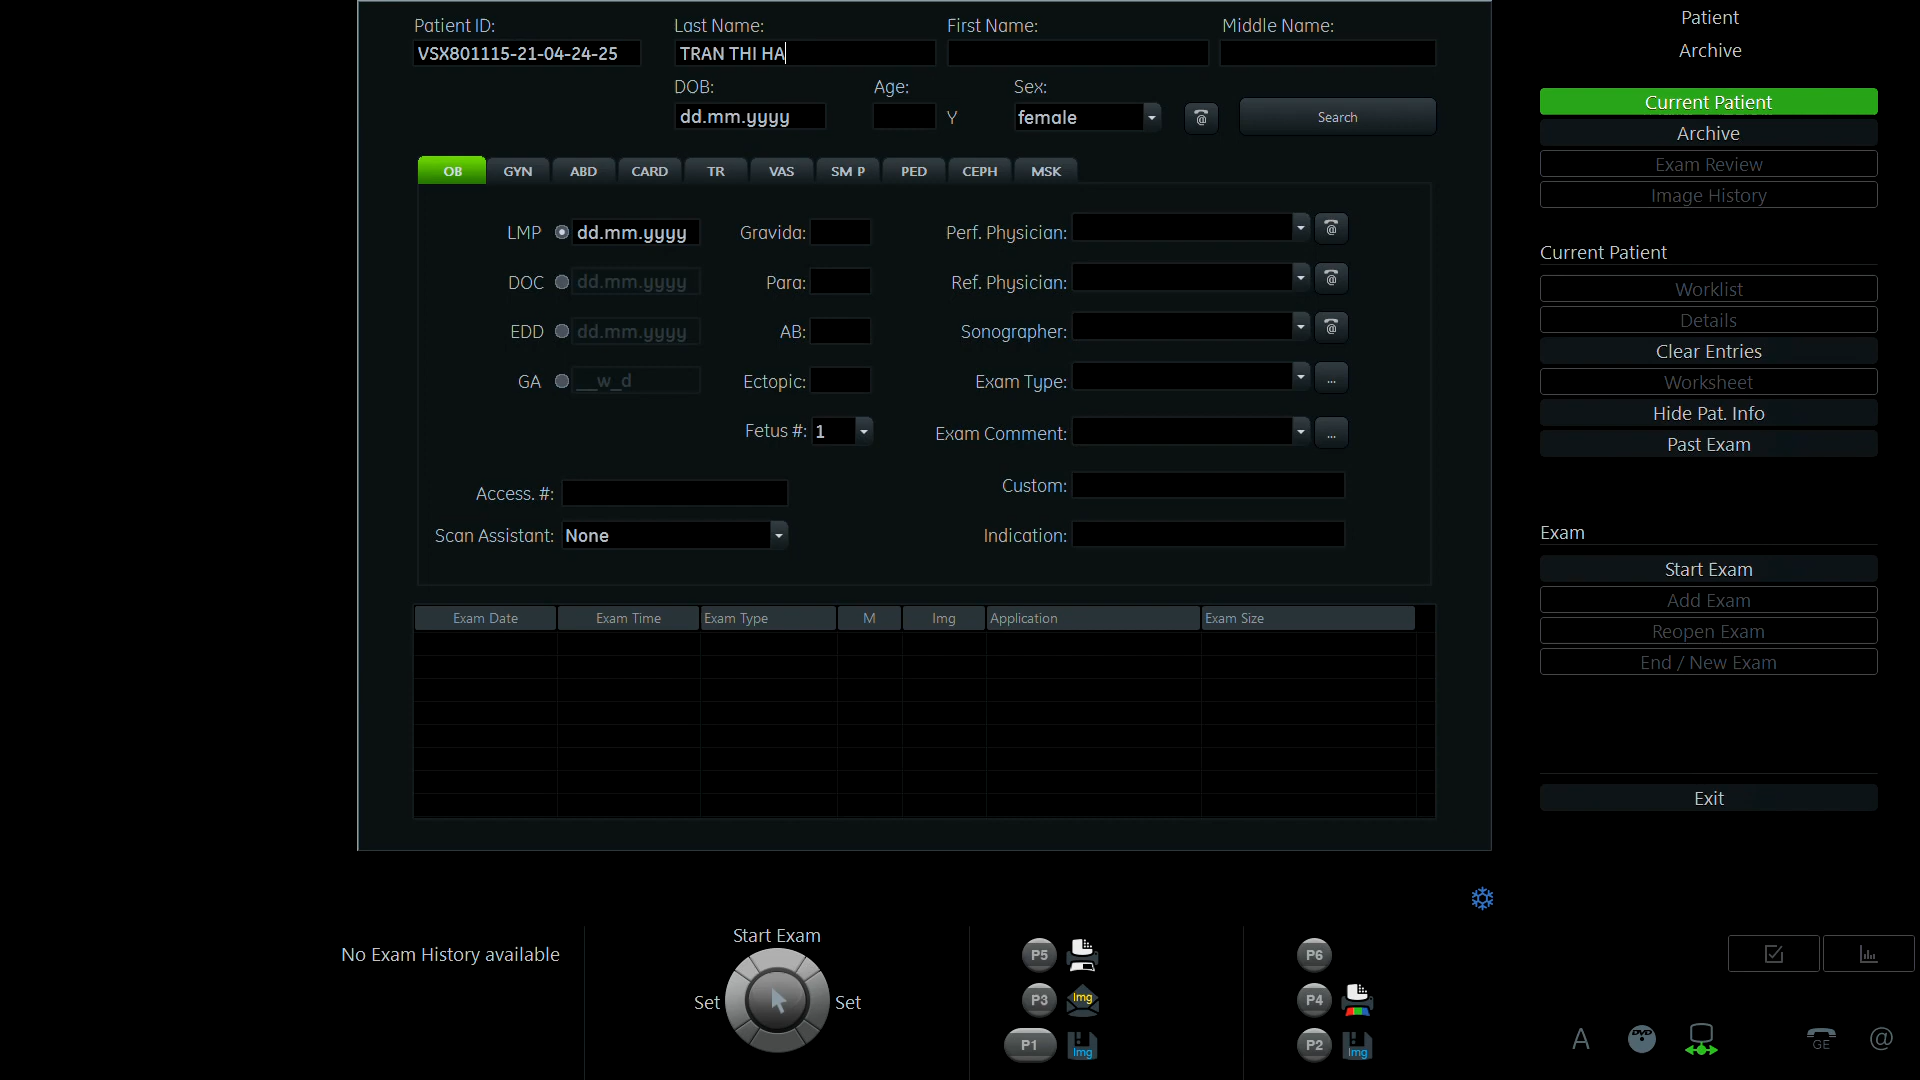 Patient ID: Last Name: First Name: Middle Name:
VSX801115-21-04-24-25 TRAN THI HA
DOB: Age: Sex:
dd.mm.yyyy Y female @ Search
OB GYN ABD CARD TR VAS SM P PED CEPH MSK
LMP dd.mm.yyyy Gravida: Perf. Physician: @
DOC dd.mm.yyyy Para: Ref. Physician: @
EDD dd.mm.yyyy AB: Sonographer: @
GA __w_d Ectopic: Exam Type: ...
Fetus #: 1 Exam Comment: ...
Access. #: Custom:
Scan Assistant: None Indication:
Exam Date Exam Time Exam Type M Img Application Exam Size
Patient
Archive
Current Patient
Archive
Exam Review
Image History
Current Patient
Worklist
Details
Clear Entries
Worksheet
Hide Pat. Info
Past Exam
Exam
Start Exam
Add Exam
Reopen Exam
End / New Exam
Exit
No Exam History available
Start Exam
Set Set
P5
P3 Img
P1 Img
P6
P4
P2 Img
A DVD GE @